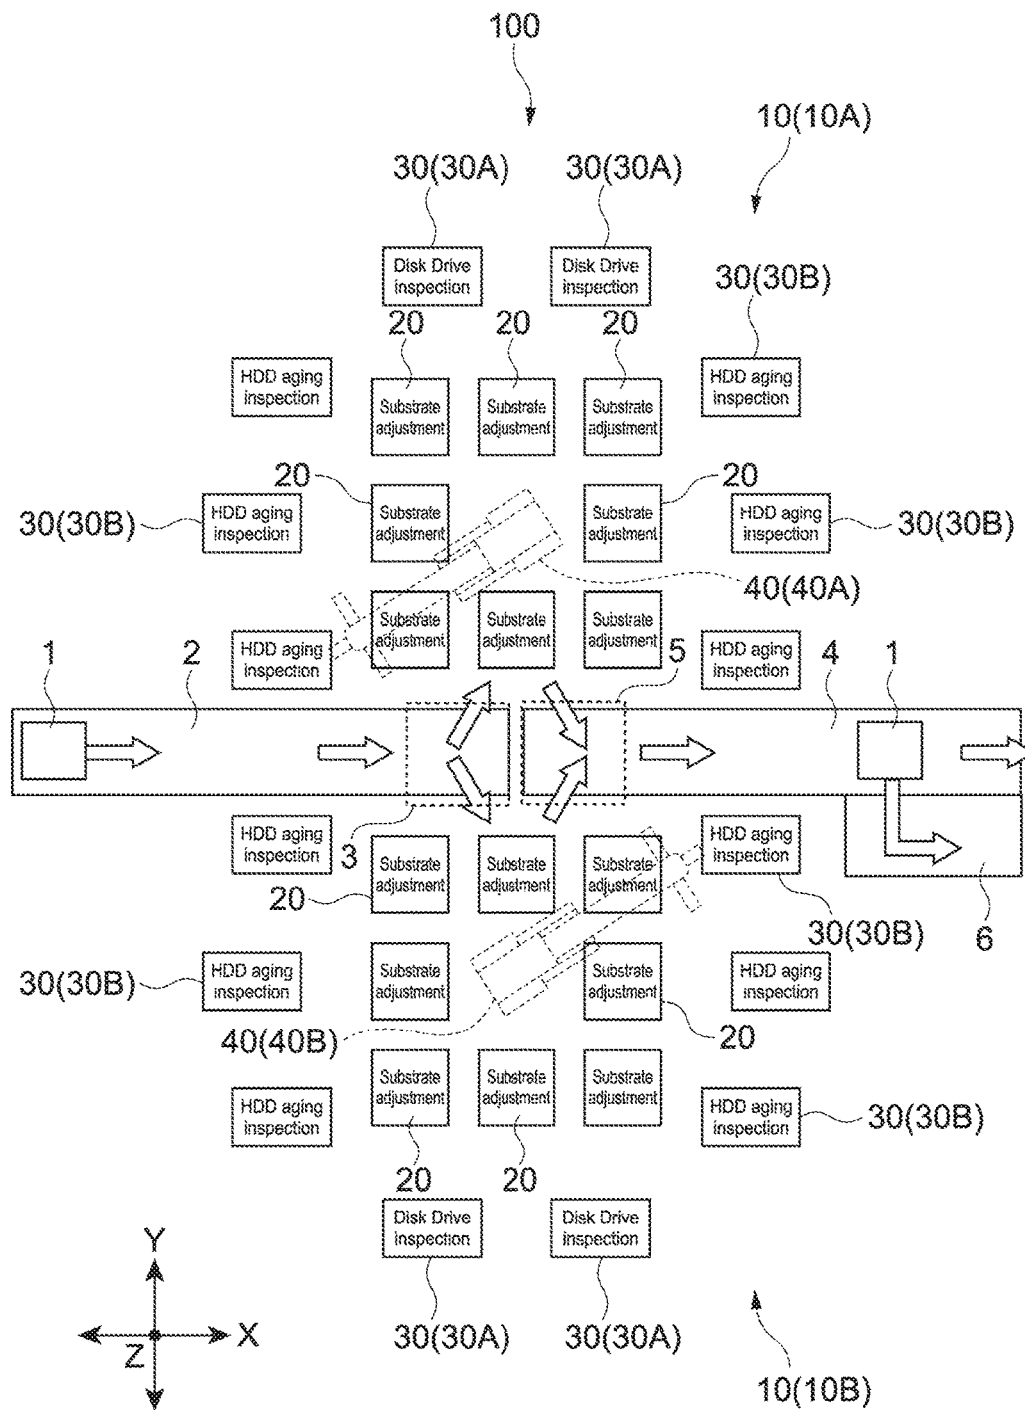 100
10(10A)
30(30A)
30(30A)
Disk Drive
inspection
Disk Drive
inspection
30(30B)
20
20
20
HDD aging
inspection
Substrate
adjustment
Substrate
adjustment
Substrate
adjustment
HDD aging
inspection
20
20
30(30B)
HDD aging
inspection
Substrate
adjustment
Substrate
adjustment
HDD aging
inspection
30(30B)
40(40A)
Substrate
adjustment
Substrate
adjustment
Substrate
adjustment
1
2
HDD aging
inspection
5
HDD aging
inspection
4
1
HDD aging
inspection
3
Substrate
adjustment
Substrate
adjustment
Substrate
adjustment
HDD aging
inspection
20
30(30B)
6
30(30B)
HDD aging
inspection
Substrate
adjustment
Substrate
adjustment
HDD aging
inspection
40(40B)
20
HDD aging
inspection
Substrate
adjustment
Substrate
adjustment
Substrate
adjustment
HDD aging
inspection
30(30B)
20
20
Disk Drive
inspection
Disk Drive
inspection
Y
X
Z
30(30A)
30(30A)
10(10B)